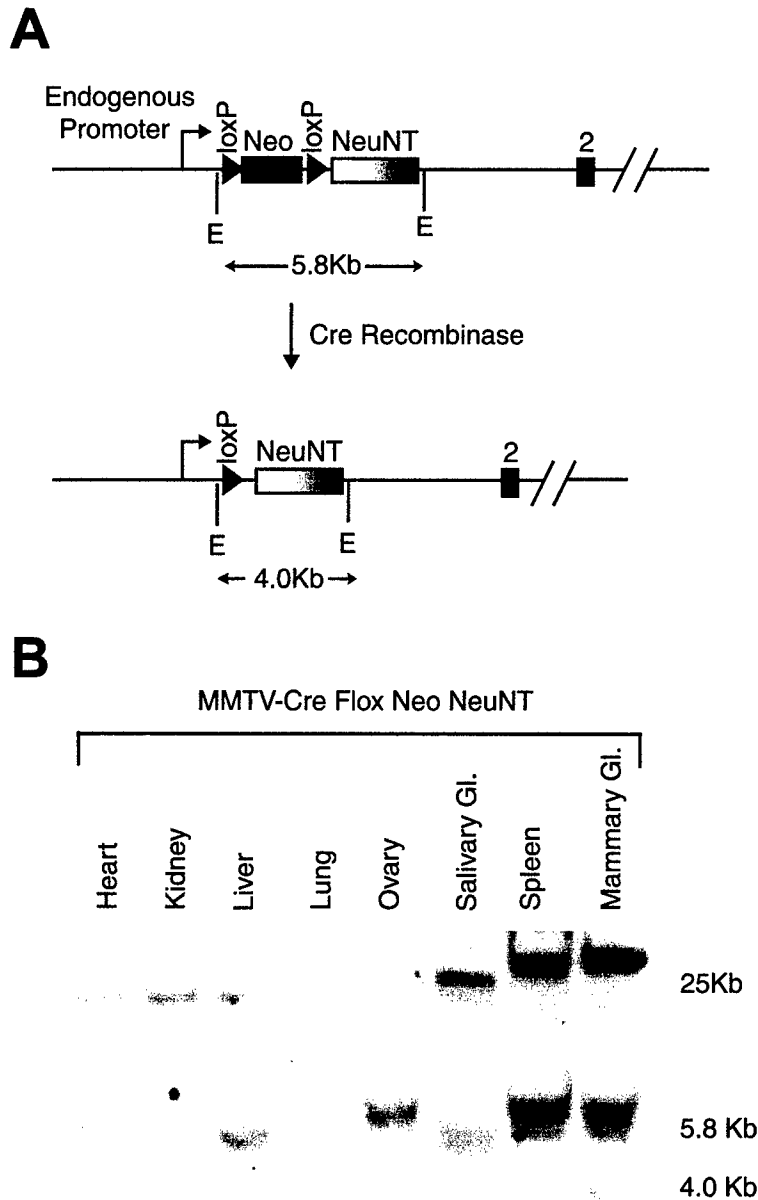 A
Endogenous
Promoter
loxP
Neo
loxP
NeuNT
2
E
E
5.8Kb
Cre Recombinase
loxP
NeuNT
2
E
E
4.0Kb
B
MMTV-Cre Flox Neo NeuNT
Heart
Kidney
Liver
Lung
Ovary
Salivary Gl.
Spleen
Mammary Gl.
25Kb
5.8 Kb
4.0 Kb